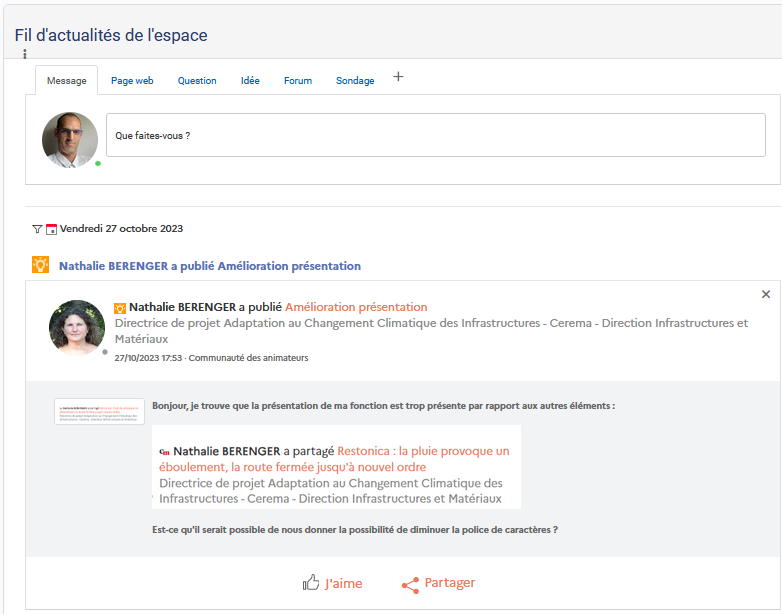 Fil d'actualités de l'espace
Message Page web Question Idée Forum Sondage +
Que faites-vous ?
Vendredi 27 octobre 2023
Nathalie BERENGER a publié Amélioration présentation
Nathalie BERENGER a publié Amélioration présentation
Directrice de projet Adaptation au Changement Climatique des Infrastructures - Cerema - Direction Infrastructures et
Matériaux
27/10/2023 17:53 · Communauté des animateurs
Bonjour, je trouve que la présentation de ma fonction est trop présente par rapport aux autres éléments :
cm Nathalie BERENGER a partagé Restonica : la pluie provoque un
éboulement, la route fermée jusqu'à nouvel ordre
Directrice de projet Adaptation au Changement Climatique des
Infrastructures - Cerema - Direction Infrastructures et Matériaux
Est-ce qu'il serait possible de nous donner la possibilité de diminuer la police de caractères ?
J'aime Partager